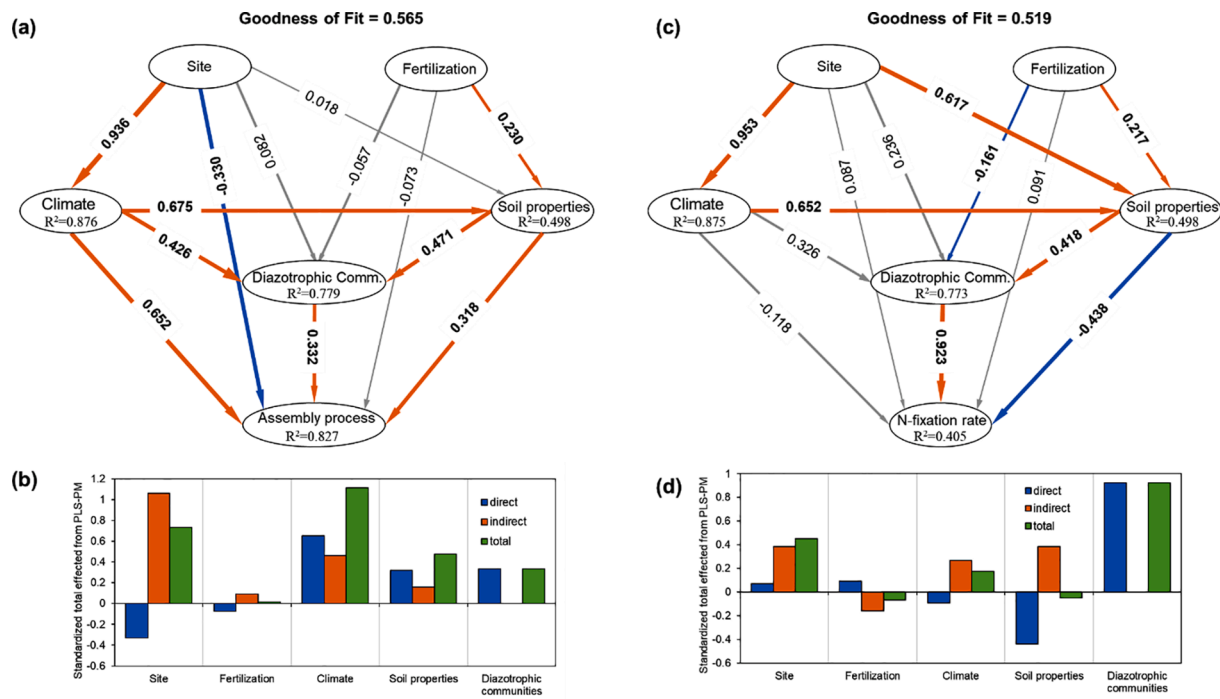 (a)
Goodness of Fit = 0.565
Site
Fertilization
0.018
0.936
-0.330
0.082
-0.057
-0.073
0.230
Climate
R²=0.876
0.675
Soil properties
R²=0.498
0.426
0.471
Diazotrophic Comm.
R²=0.779
0.652
0.332
0.318
Assembly process
R²=0.827
(b)
Standardized total effected from PLS-PM
1.2
1
0.8
0.6
0.4
0.2
0
-0.2
-0.4
-0.6
direct
indirect
total
Site
Fertilization
Climate
Soil properties
Diazotrophic
communities
(c)
Goodness of Fit = 0.519
Site
Fertilization
0.617
0.953
0.087
0.236
-0.161
0.091
0.217
Climate
R²=0.875
0.652
Soil properties
R²=0.498
0.326
0.418
Diazotrophic Comm.
R²=0.773
-0.118
0.923
-0.438
N-fixation rate
R²=0.405
(d)
Standardized total effected from PLS-PM
1
0.8
0.6
0.4
0.2
0
-0.2
-0.4
-0.6
direct
indirect
total
Site
Fertilization
Climate
Soil properties
Diazotrophic
communities